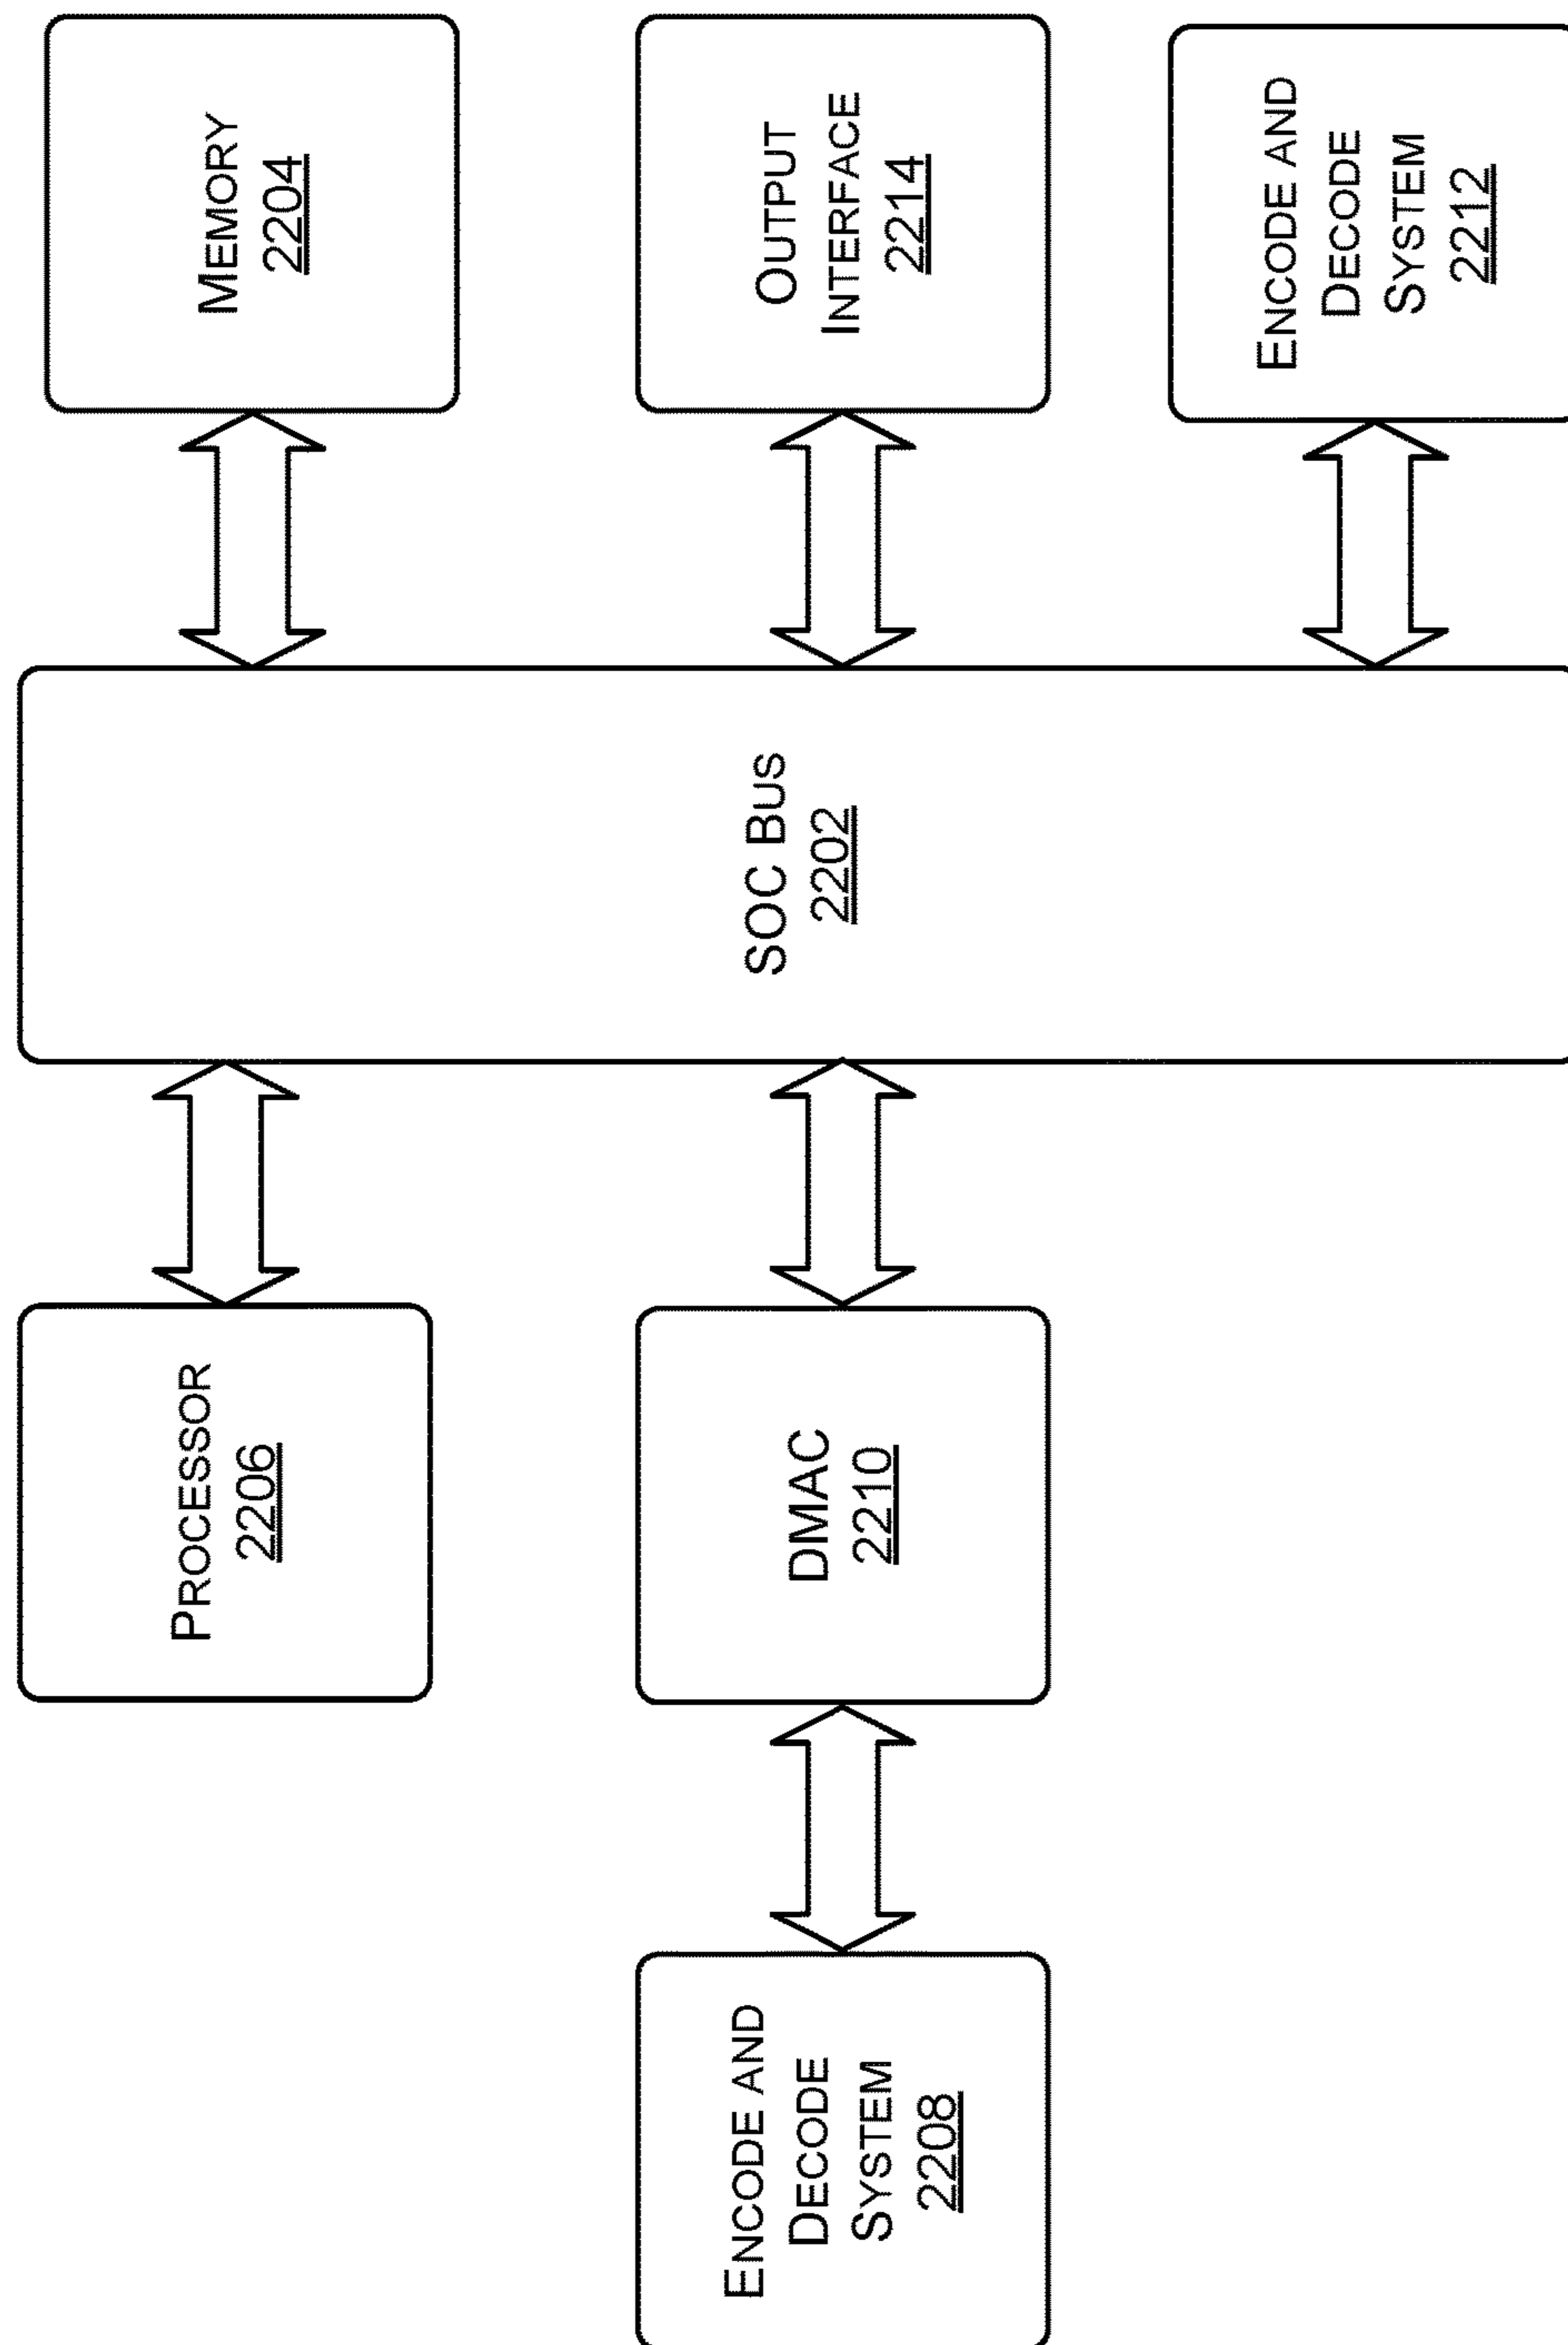 PROCESSOR
2206
MEMORY
2204
ENCODE AND
DECODE
SYSTEM
2208
DMAC
2210
SOC BUS
2202
OUTPUT
INTERFACE
2214
ENCODE AND
DECODE
SYSTEM
2212